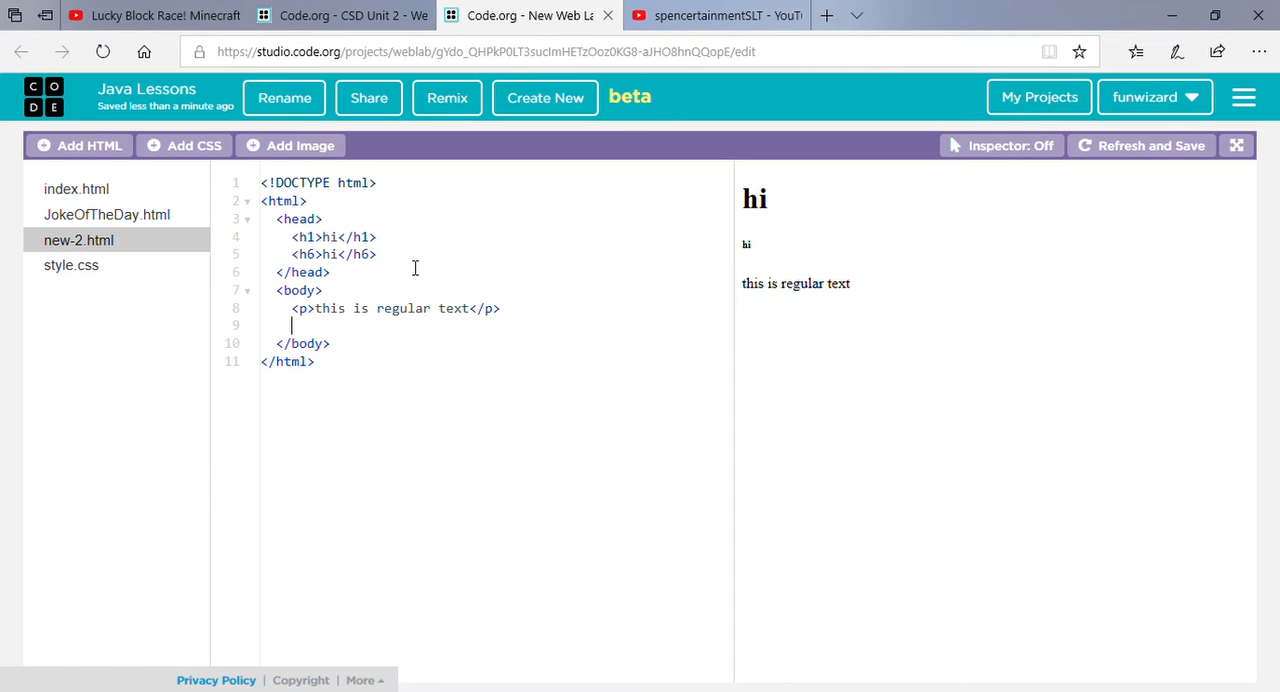 Lucky Block Race! Minecraft
Code.org - CSD Unit 2 - We
Code.org - New Web La
spencertainmentSLT - YouTu
https://studio.code.org/projects/weblab/gYdo_QHPkP0LT3sucImHETzOoz0KG8-aJHO8hnQQopE/edit
CODE
Java Lessons
Saved less than a minute ago
Rename
Share
Remix
Create New
beta
My Projects
funwizard
Add HTML
Add CSS
Add Image
Inspector: Off
Refresh and Save
index.html
JokeOfTheDay.html
new-2.html
style.css
1 <!DOCTYPE html>
2 <html>
3 <head>
4 <h1>hi</h1>
5 <h6>hi</h6>
6 </head>
7 <body>
8 <p>this is regular text</p>
9
10 </body>
11 </html>
hi
hi
this is regular text
Privacy Policy | Copyright | More